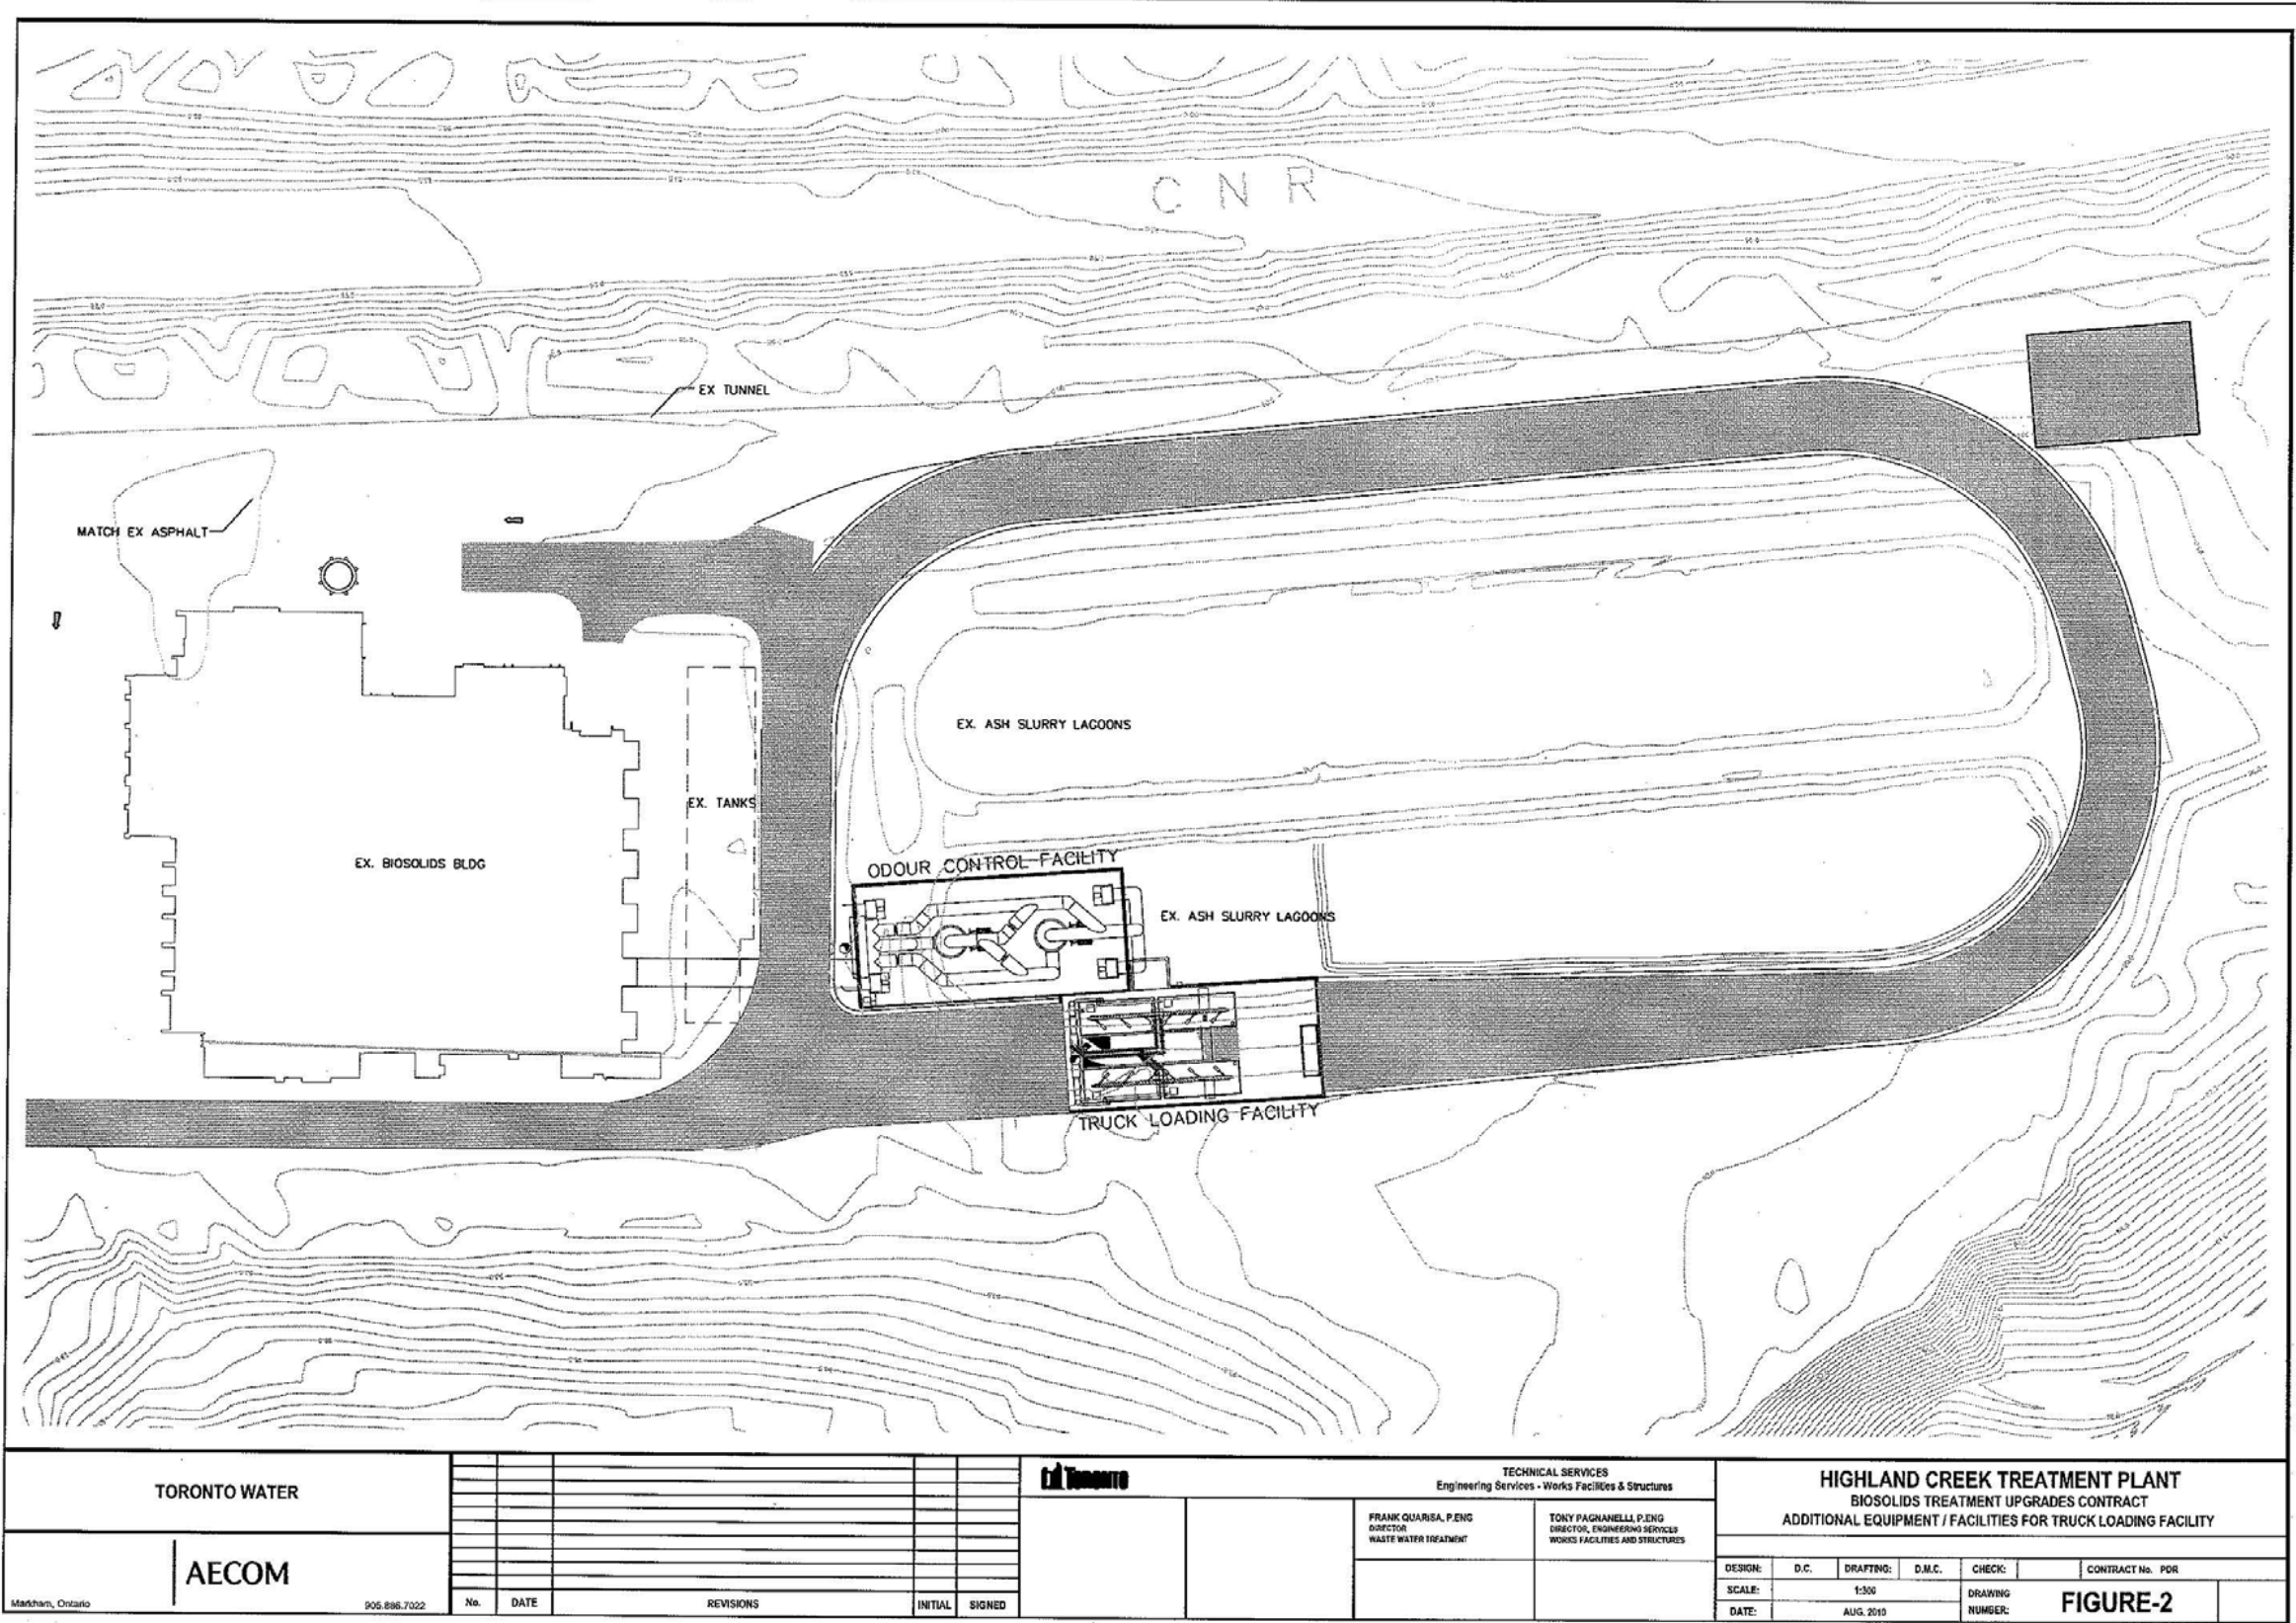 C N R
EX TUNNEL
MATCH EX ASPHALT
EX. ASH SLURRY LAGOONS
EX. TANKS
EX. BIOSOLIDS BLDG
ODOUR CONTROL FACILITY
EX. ASH SLURRY LAGOONS
TRUCK LOADING FACILITY
TORONTO WATER
AECOM
Markham, Ontario
905.886.7022
No.
DATE
REVISIONS
INITIAL
SIGNED
TORONTO
TECHNICAL SERVICES
Engineering Services - Works Facilities & Structures
FRANK QUARISA, P.ENG
DIRECTOR
WASTE WATER TREATMENT
TONY PAGNANELLI, P.ENG
DIRECTOR, ENGINEERING SERVICES
WORKS FACILITIES AND STRUCTURES
HIGHLAND CREEK TREATMENT PLANT
BIOSOLIDS TREATMENT UPGRADES CONTRACT
ADDITIONAL EQUIPMENT / FACILITIES FOR TRUCK LOADING FACILITY
DESIGN: D.C. DRAFTING: D.M.C. CHECK: CONTRACT No. PDR
SCALE: 1:300
DATE: AUG. 2010
DRAWING
NUMBER:
FIGURE-2